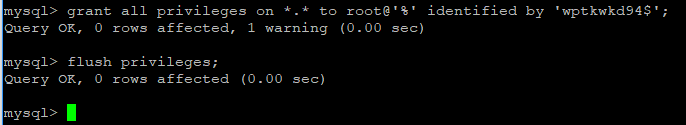 mysql> grant all privileges on *.* to root@'%' identified by 'wptkwkd94$';
Query OK, 0 rows affected, 1 warning (0.00 sec)
mysql> flush privileges;
Query OK, 0 rows affected (0.00 sec)
mysql>